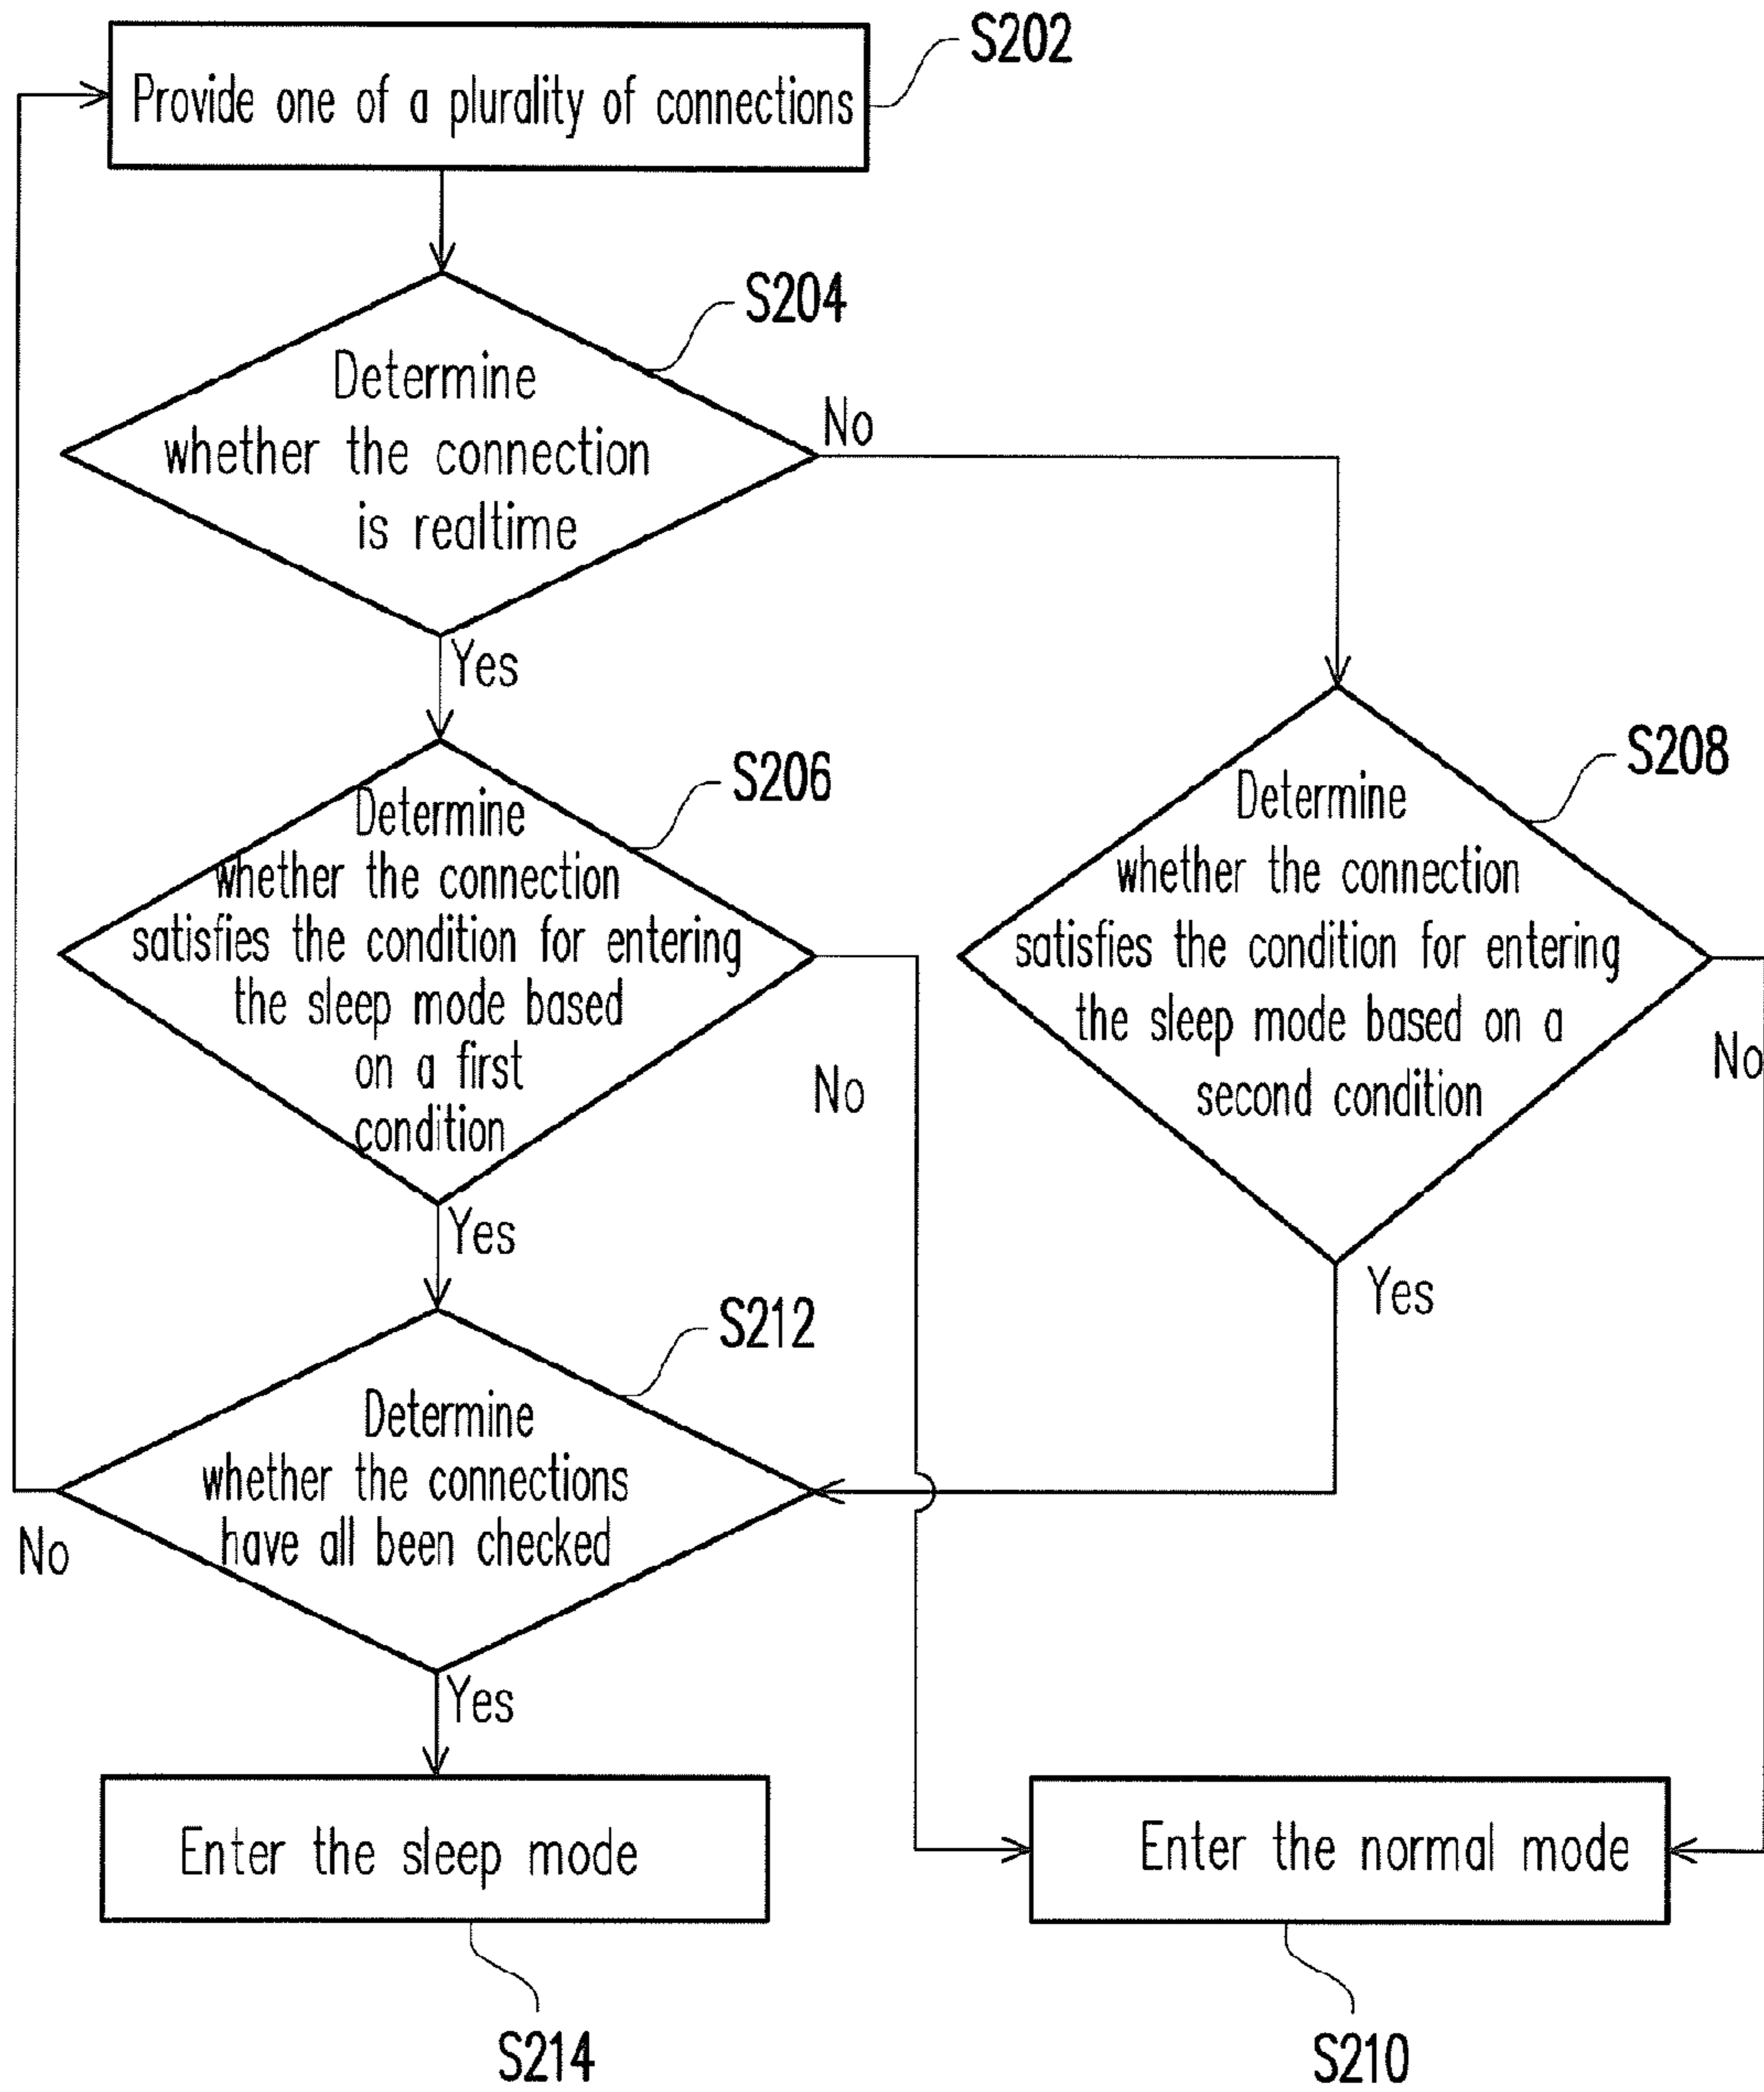 S202
Provide one of a plurality of connections
S204
Determine
whether the connection
is realtime
No
Yes
S206
Determine
whether the connection
satisfies the condition for entering
the sleep mode based
on a first
condition
No
Yes
S208
Determine
whether the connection
satisfies the condition for entering
the sleep mode based on a
second condition
No
Yes
S212
Determine
whether the connections
have all been checked
No
Yes
Enter the sleep mode
S214
Enter the normal mode
S210